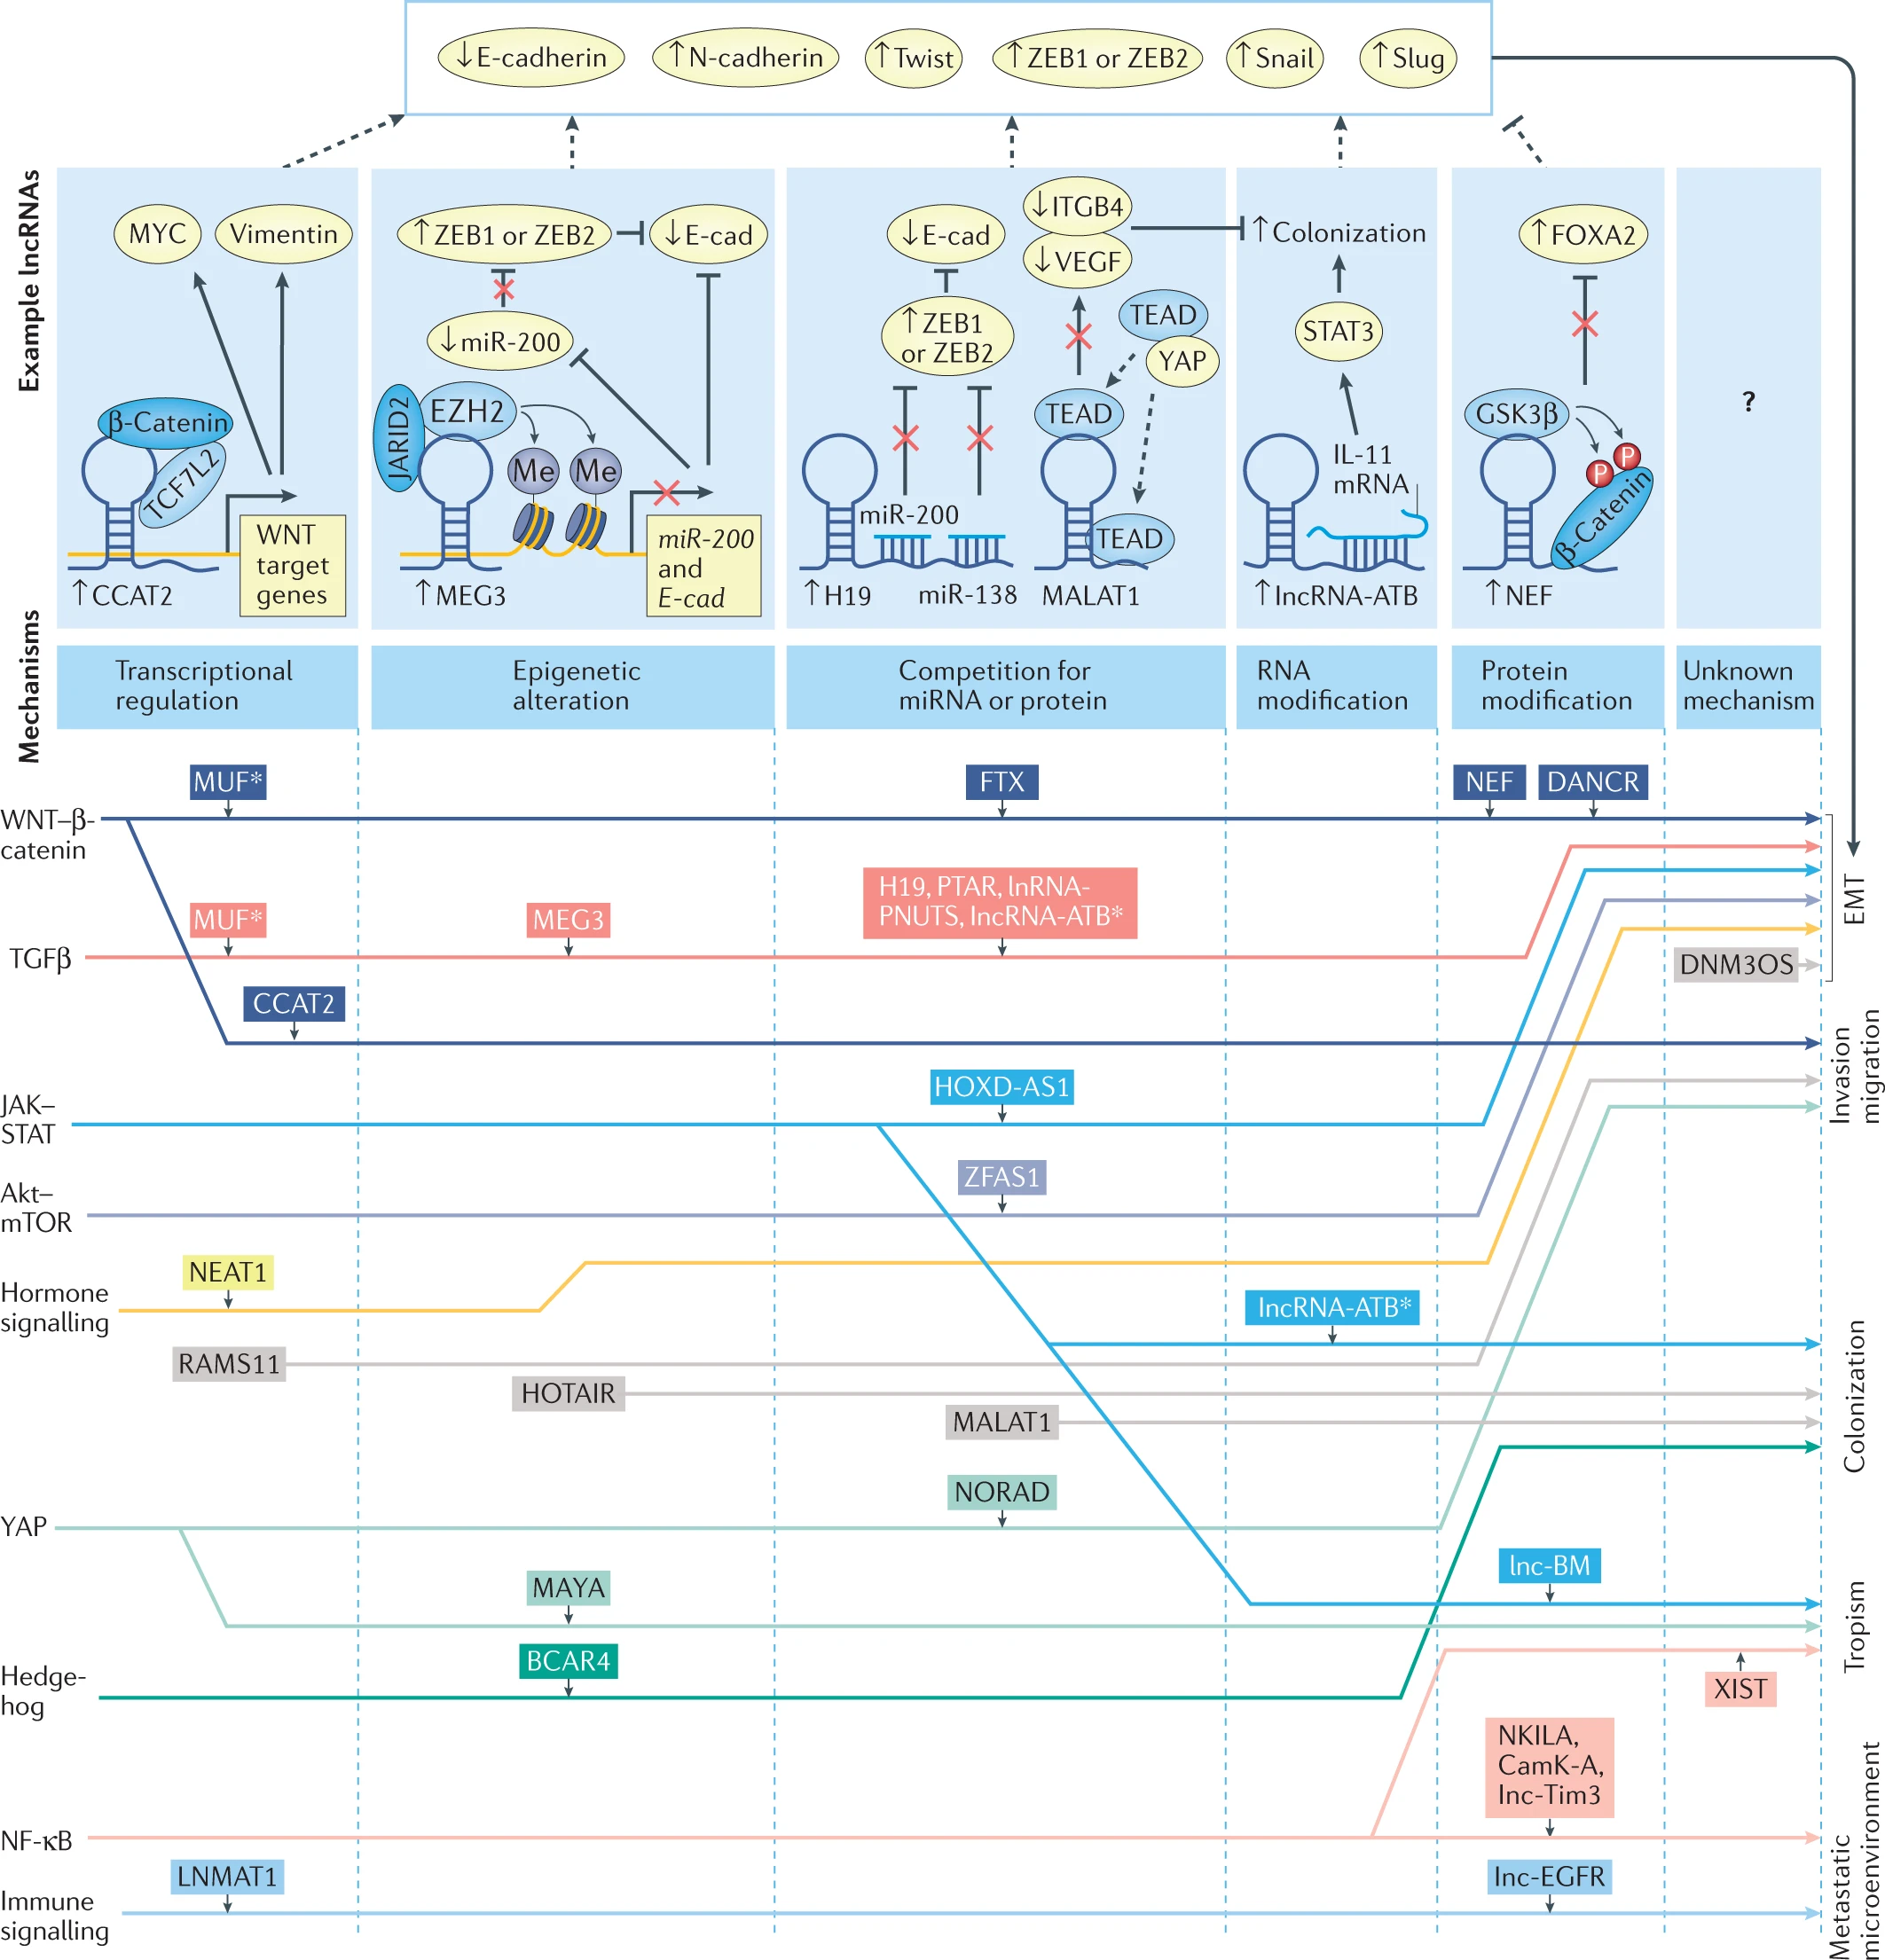 ↓E-cadherin
↑N-cadherin
↑Twist
↑ZEB1 or ZEB2
↑Snail
↑Slug
Example lncRNAs
MYC
Vimentin
β-Catenin
TCF7L2
WNT
target
genes
↑CCAT2
↑ZEB1 or ZEB2
↓E-cad
↓miR-200
JARID2
EZH2
Me
Me
miR-200
and
E-cad
↑MEG3
↓E-cad
↑ZEB1
or ZEB2
miR-200
↑H19
miR-138
↓ITGB4
↓VEGF
TEAD
YAP
TEAD
TEAD
MALAT1
↑Colonization
STAT3
IL-11
mRNA
↑lncRNA-ATB
↑FOXA2
GSK3β
P
P
β-Catenin
↑NEF
?
Mechanisms
Transcriptional
regulation
Epigenetic
alteration
Competition for
miRNA or protein
RNA
modification
Protein
modification
Unknown
mechanism
MUF*
FTX
NEF
DANCR
WNT–β-
catenin
H19, PTAR, lnRNA-
PNUTS, lncRNA-ATB*
MUF*
MEG3
TGFβ
DNM3OS
EMT
CCAT2
Invasion
migration
HOXD-AS1
JAK–
STAT
ZFAS1
Akt–
mTOR
NEAT1
Hormone
signalling
lncRNA-ATB*
RAMS11
HOTAIR
MALAT1
Colonization
NORAD
YAP
lnc-BM
MAYA
Tropism
BCAR4
Hedge-
hog
XIST
NKILA,
CamK-A,
lnc-Tim3
NF-κB
LNMAT1
lnc-EGFR
Immune
signalling
Metastatic
microenvironment